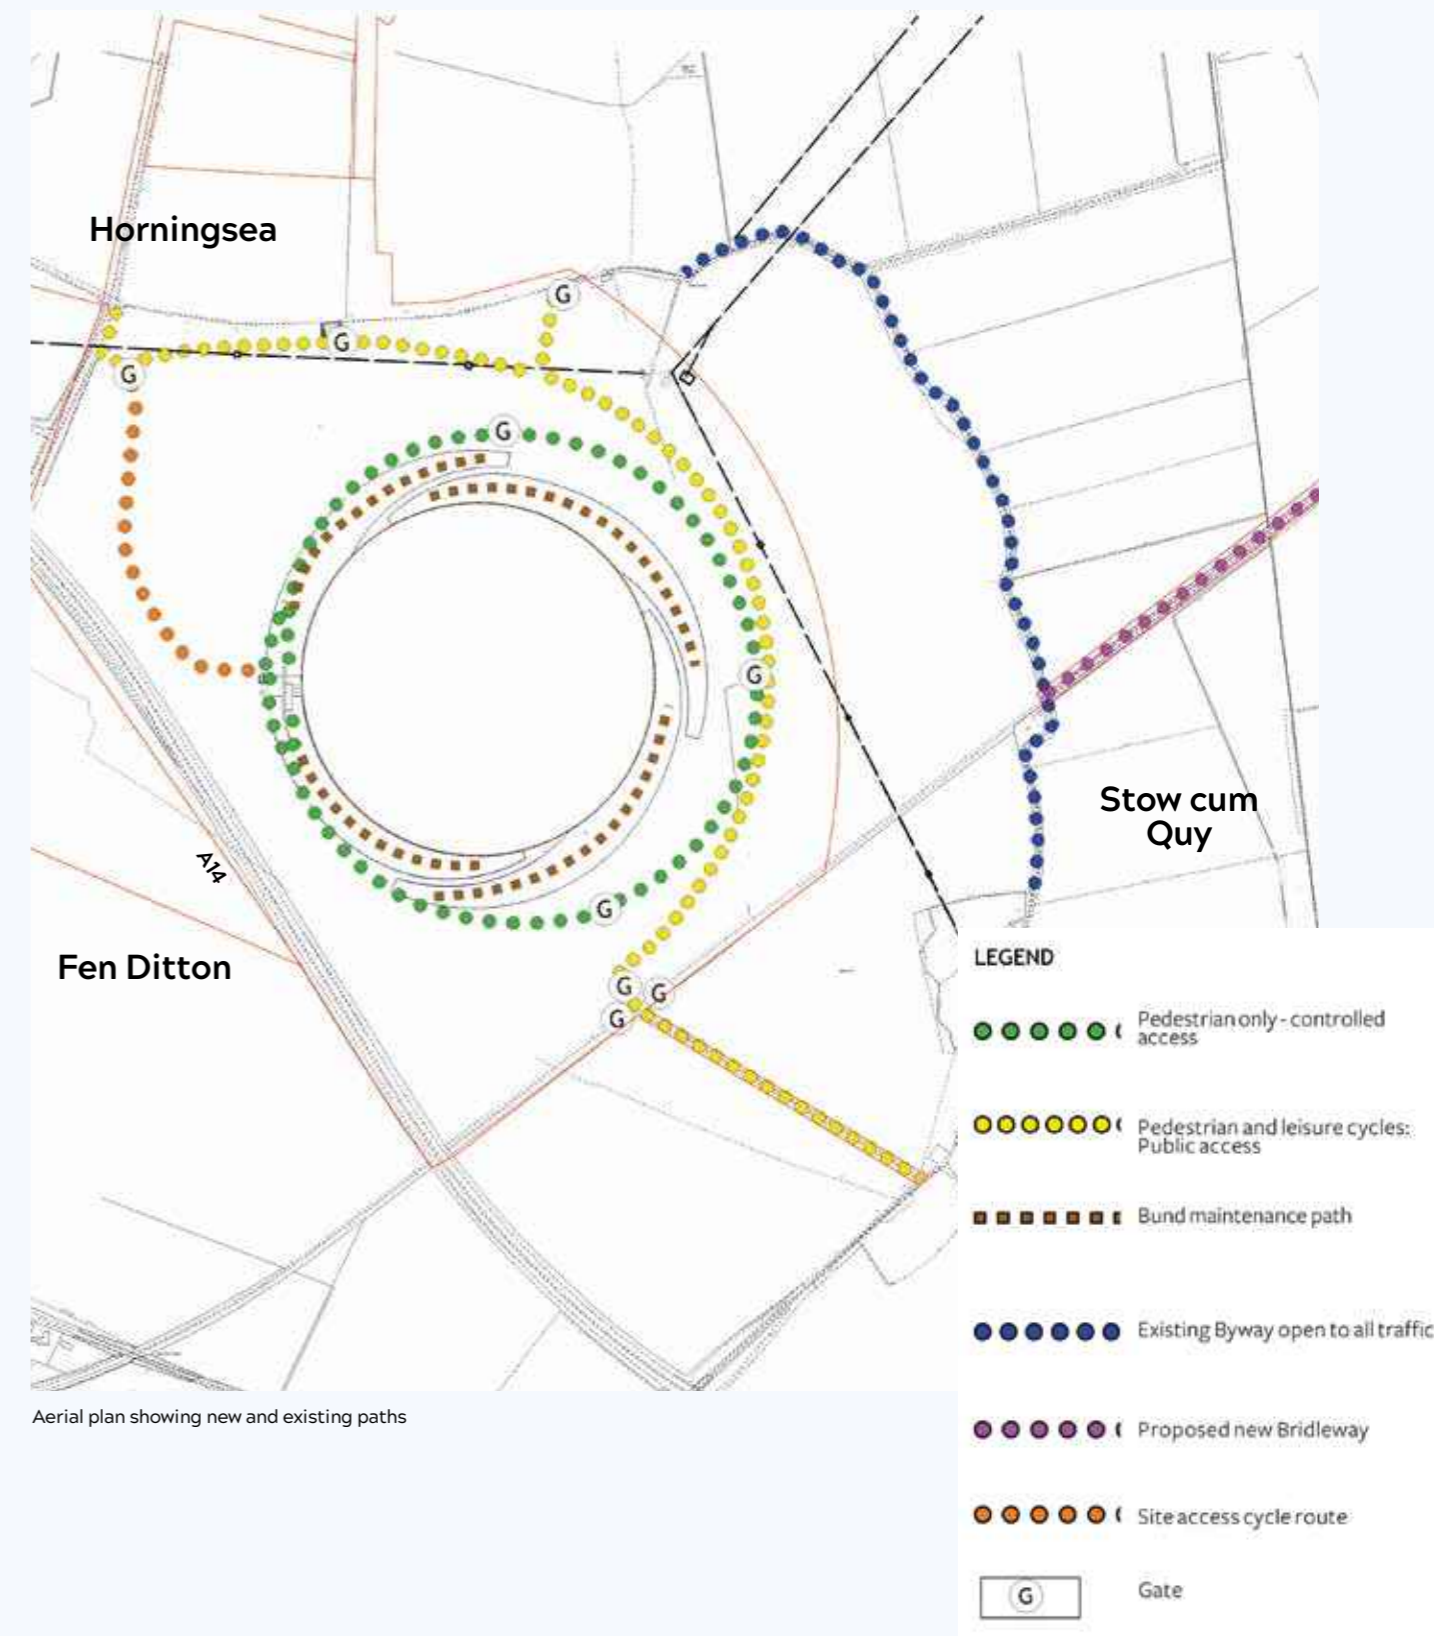 Horningsea
G
G
G
G
G
Stow cum
Quy
A14
G
Fen Ditton
G
G
G
LEGEND
Pedestrian only - controlled
access
Pedestrian and leisure cycles:
Public access
Bund maintenance path
Existing Byway open to all traffic
Proposed new Bridleway
Site access cycle route
G
Gate
Aerial plan showing new and existing paths